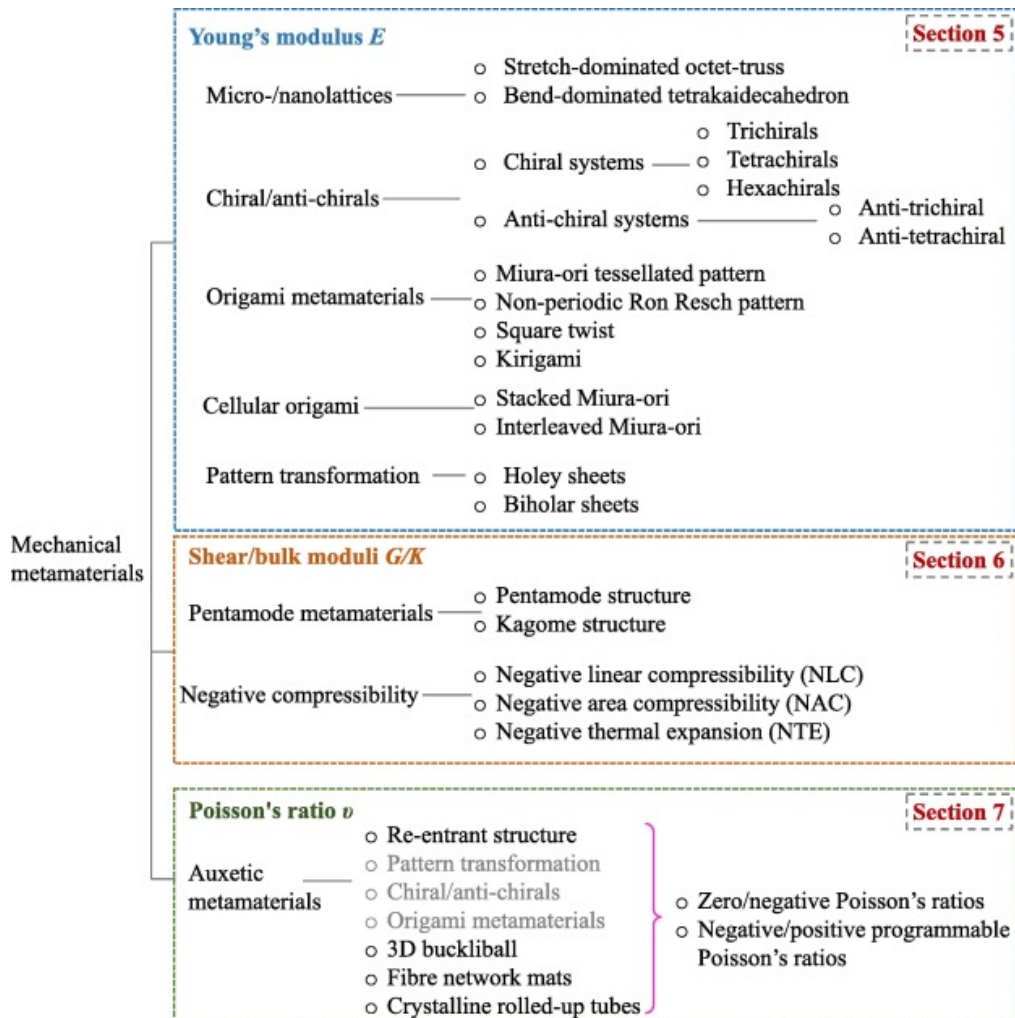 Young's modulus E
Section 5
Micro-/nanolattices
Stretch-dominated octet-truss
Bend-dominated tetrakaidecahedron
Chiral/anti-chirals
Chiral systems
Trichirals
Tetrachirals
Hexachirals
Anti-chiral systems
Anti-trichiral
Anti-tetrachiral
Origami metamaterials
Miura-ori tessellated pattern
Non-periodic Ron Resch pattern
Square twist
Kirigami
Cellular origami
Stacked Miura-ori
Interleaved Miura-ori
Pattern transformation
Holey sheets
Biholar sheets
Mechanical
metamaterials
Shear/bulk moduli G/K
Section 6
Pentamode metamaterials
Pentamode structure
Kagome structure
Negative compressibility
Negative linear compressibility (NLC)
Negative area compressibility (NAC)
Negative thermal expansion (NTE)
Poisson's ratio υ
Section 7
Auxetic
metamaterials
Re-entrant structure
Pattern transformation
Chiral/anti-chirals
Origami metamaterials
3D buckliball
Fibre network mats
Crystalline rolled-up tubes
Zero/negative Poisson's ratios
Negative/positive programmable
Poisson's ratios